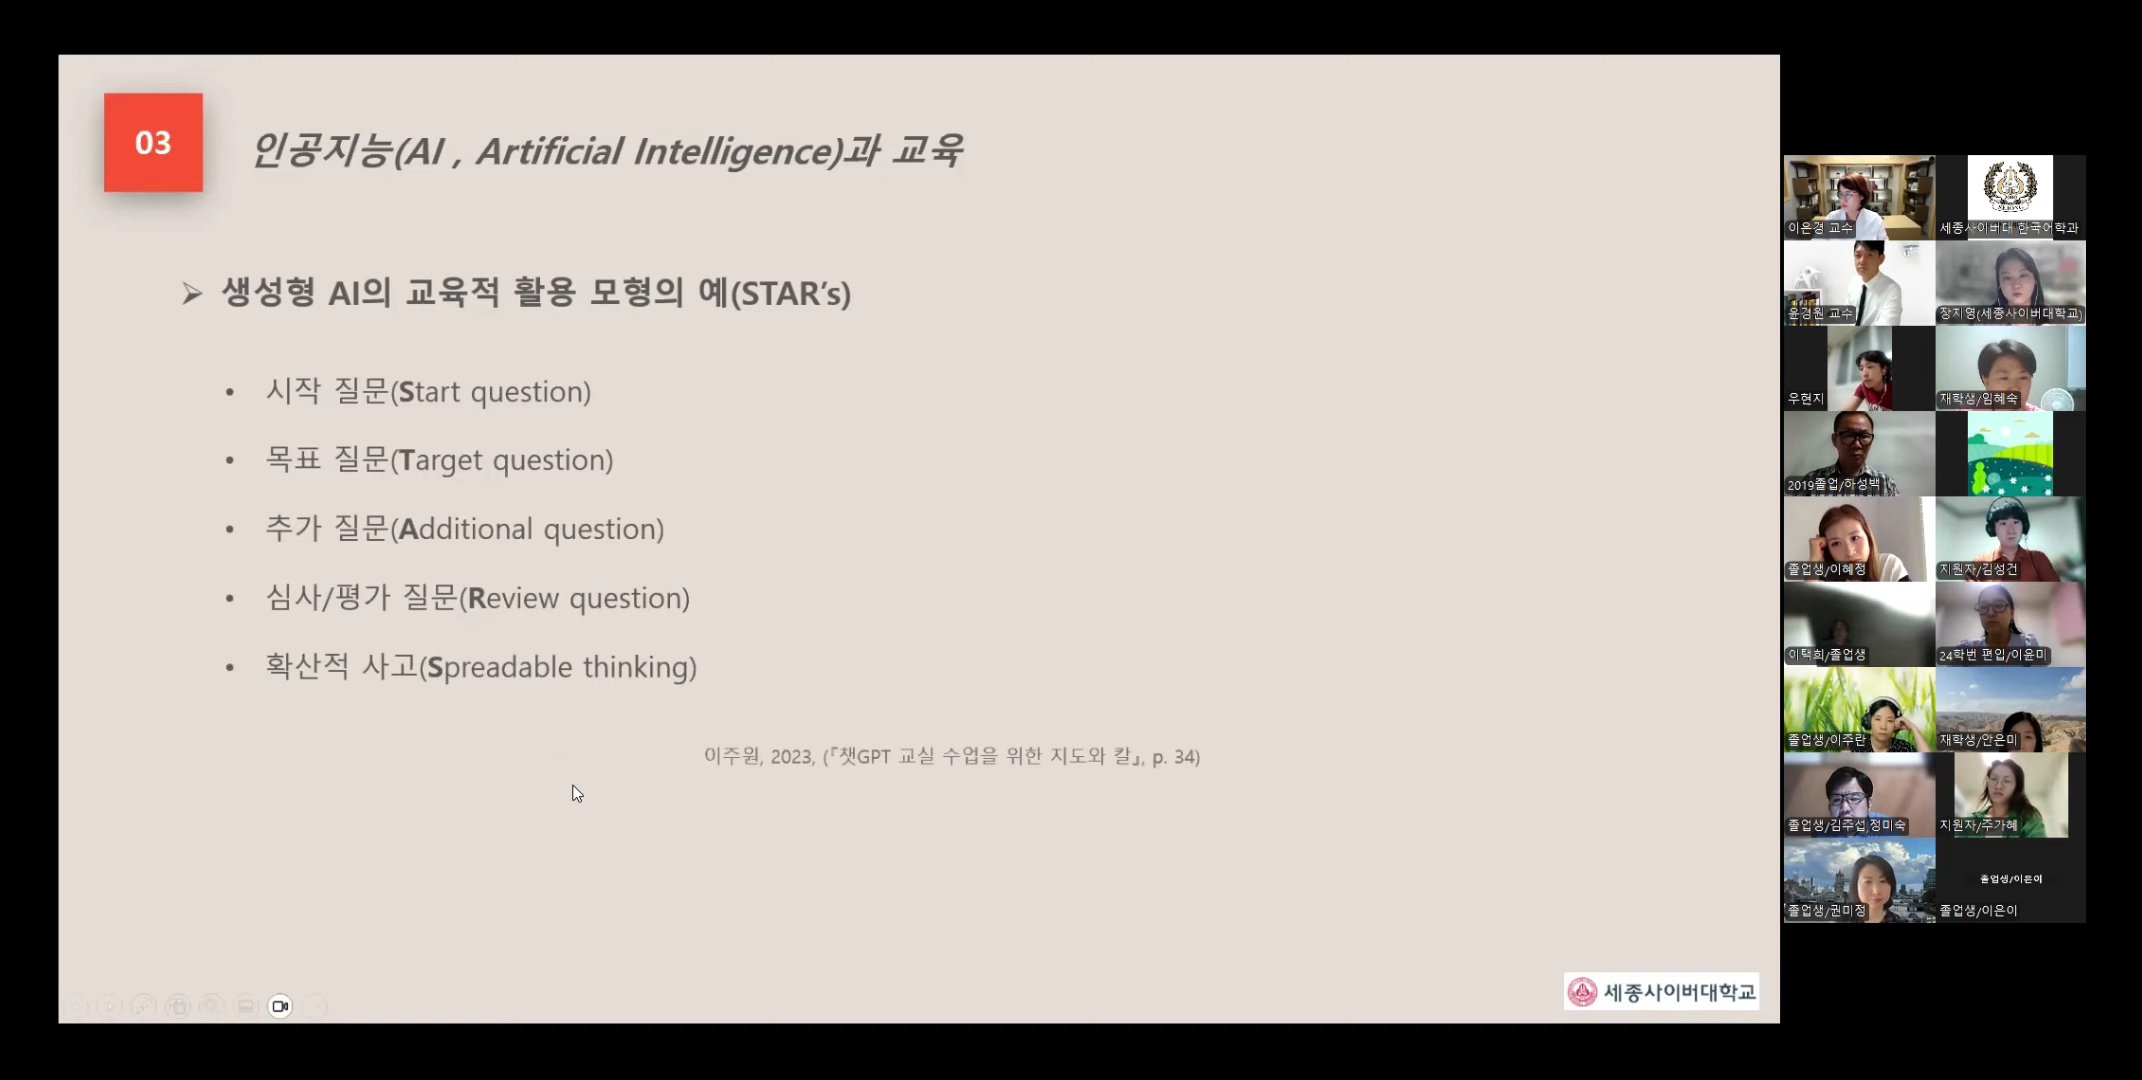 03
인공지능(AI , Artificial Intelligence)과 교육
➢ 생성형 AI의 교육적 활용 모형의 예(STAR’s)
• 시작 질문(Start question)
• 목표 질문(Target question)
• 추가 질문(Additional question)
• 심사/평가 질문(Review question)
• 확산적 사고(Spreadable thinking)
이주원, 2023, (『챗GPT 교실 수업을 위한 지도와 칼』, p. 34)
세종사이버대학교
이은경 교수
세종사이버대 한국어학과
윤경원 교수
장지영(세종사이버대학교)
우현지
재학생/임혜숙
2019졸업/하성백
졸업생/이혜정
지원자/김성건
이택희/졸업생
24학번 편입/이윤미
졸업생/이주란
재학생/안은미
졸업생/김주섭,정미숙
지원자/주가혜
졸업생/권미정
졸업생/이은이
졸업생/이은이